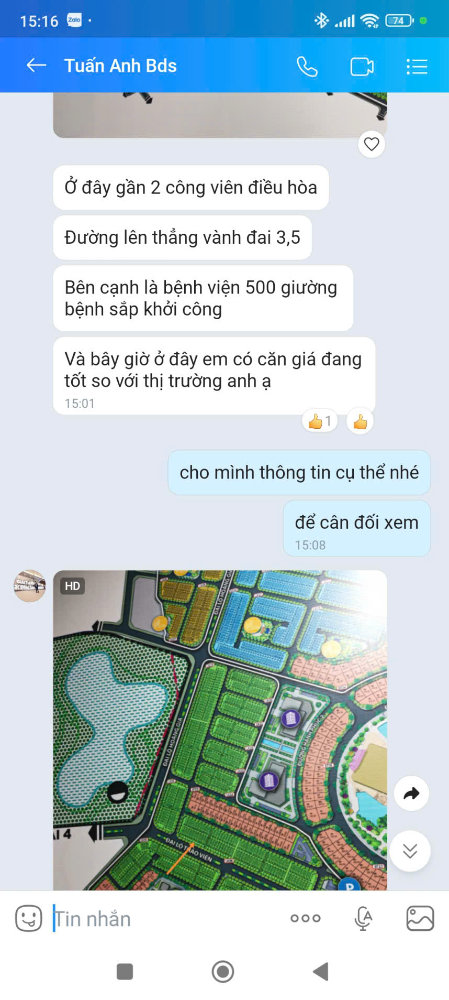 15:16 Zalo
74
Tuấn Anh Bds
Ở đây gần 2 công viên điều hòa
Đường lên thẳng vành đai 3,5
Bên cạnh là bệnh viện 500 giường
bệnh sắp khởi công
Và bây giờ ở đây em có căn giá đang
tốt so với thị trường anh ạ
15:01
1
cho mình thông tin cụ thể nhé
để cân đối xem
15:08
HD
ĐẠI LỘ HOÀNG GIA
ĐẠI LỘ HOÀNG GIA
ĐƯỜNG HẠNH PHÚC 2
4
ĐẠI LỘ THẢO VIÊN
P
Tin nhắn